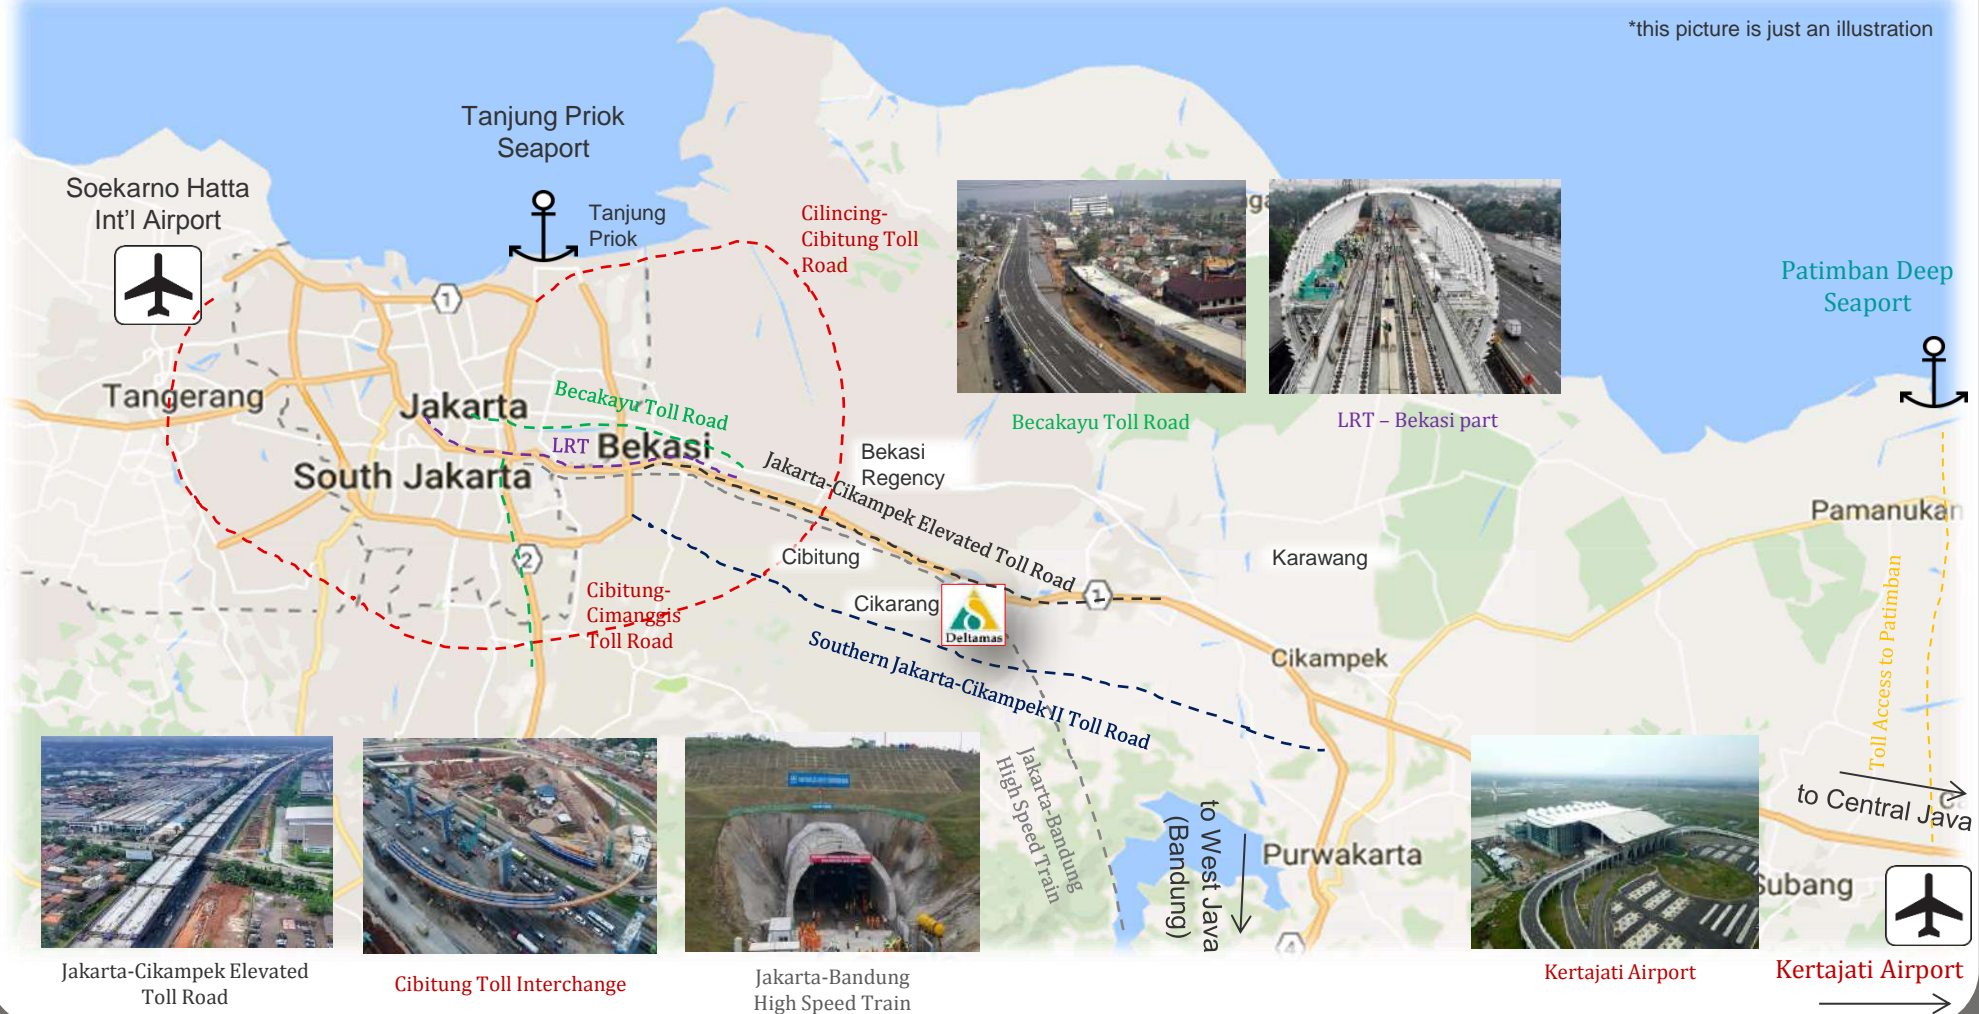 *this picture is just an illustration
Tanjung Priok
Seaport
Soekarno Hatta
Int'l Airport
Tanjung
Priok
Cilincing-
Cibitung Toll
Road
Patimban Deep
Seaport
1
Tangerang
Jakarta
Becakayu Toll Road
LRT
Bekasi
South Jakarta
Becakayu Toll Road
LRT – Bekasi part
Bekasi
Regency
Jakarta-Cikampek Elevated Toll Road
Pamanukan
2
Cibitung
Karawang
Cibitung-
Cimanggis
Toll Road
Cikarang
Deltamas
1
Southern Jakarta-Cikampek II Toll Road
Cikampek
Toll Access to Patimban
Jakarta-Bandung
High Speed Train
to West Java
(Bandung)
to Central Java
Purwakarta
Subang
4
Jakarta-Cikampek Elevated
Toll Road
Cibitung Toll Interchange
Jakarta-Bandung
High Speed Train
Kertajati Airport
Kertajati Airport